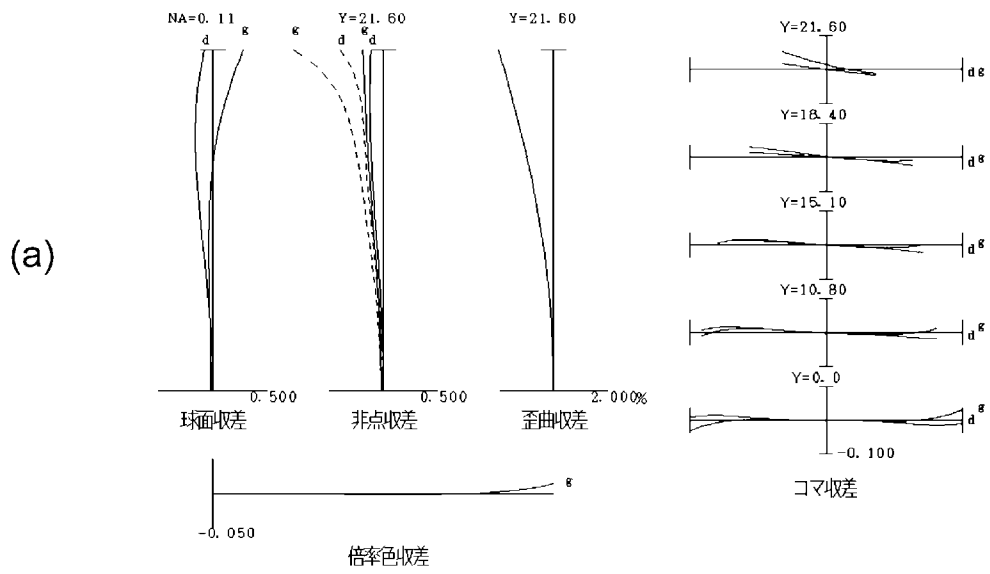 (a)
NA=0.11
d
g
0.500
球面収差
Y=21.60
g
d
g
d
0.500
非点収差
Y=21.60
2.000%
歪曲収差
Y=21.60
d g
Y=18.40
d g
Y=15.10
d g
Y=10.80
d g
Y=0.0
d g
-0.100
コマ収差
g
-0.050
倍率色収差